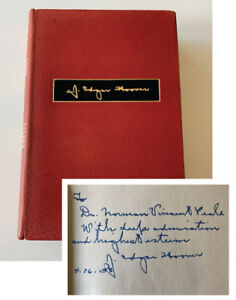 J. Edgar Hoover
To
Dr. Norman Vincent Peale
With deep admiration
and highest esteem
J. Edgar Hoover